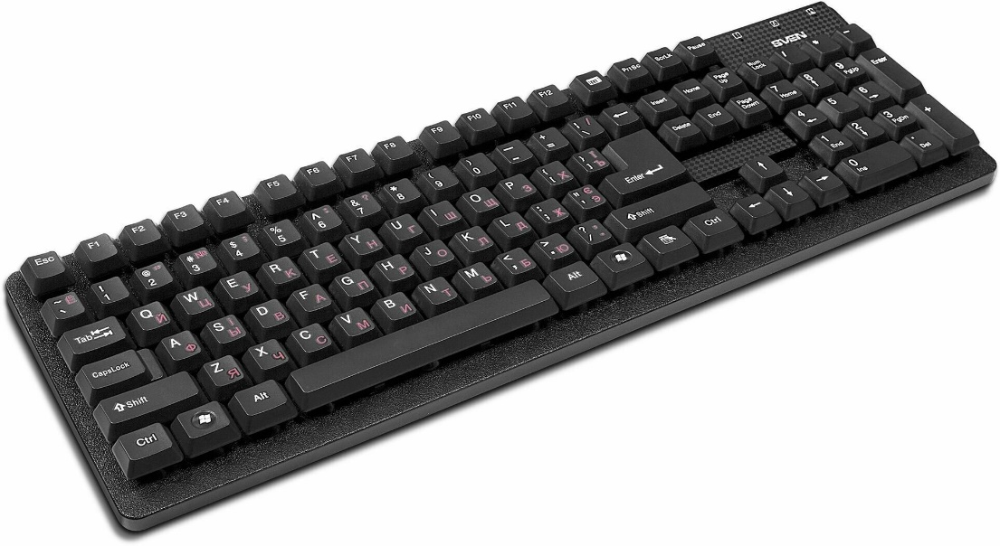 SVEN
Esc F1 F2 F3 F4 F5 F6 F7 F8 F9 F10 F11 F12 PrtSc ScrLk Pause
~ Ё ! 1 @ 2 # № 3 $ ; 4 % 5 ^ : 6 & ? 7 * 8 ( 9 ) 0 _ - + = ←
Insert Home Page Up Num Lock / * -
Tab Q Й W Ц E У R К T Е Y Н U Г I Ш O Щ P З { [ Х } ] Ъ Enter
Delete End Page Down 7 Home 8 ↑ 9 PgUp +
CapsLock A Ф S Ы І D В F А G П H Р J О K Л L Д : ; Ж " ' Э Є
4 ← 5 6 →
Shift Z Я X Ч C С V М B И N Т M Ь < , Б > . Ю ? / Shift
↑ 1 End 2 ↓ 3 PgDn Enter
Ctrl Alt Alt Ctrl
← ↓ → 0 Ins . Del